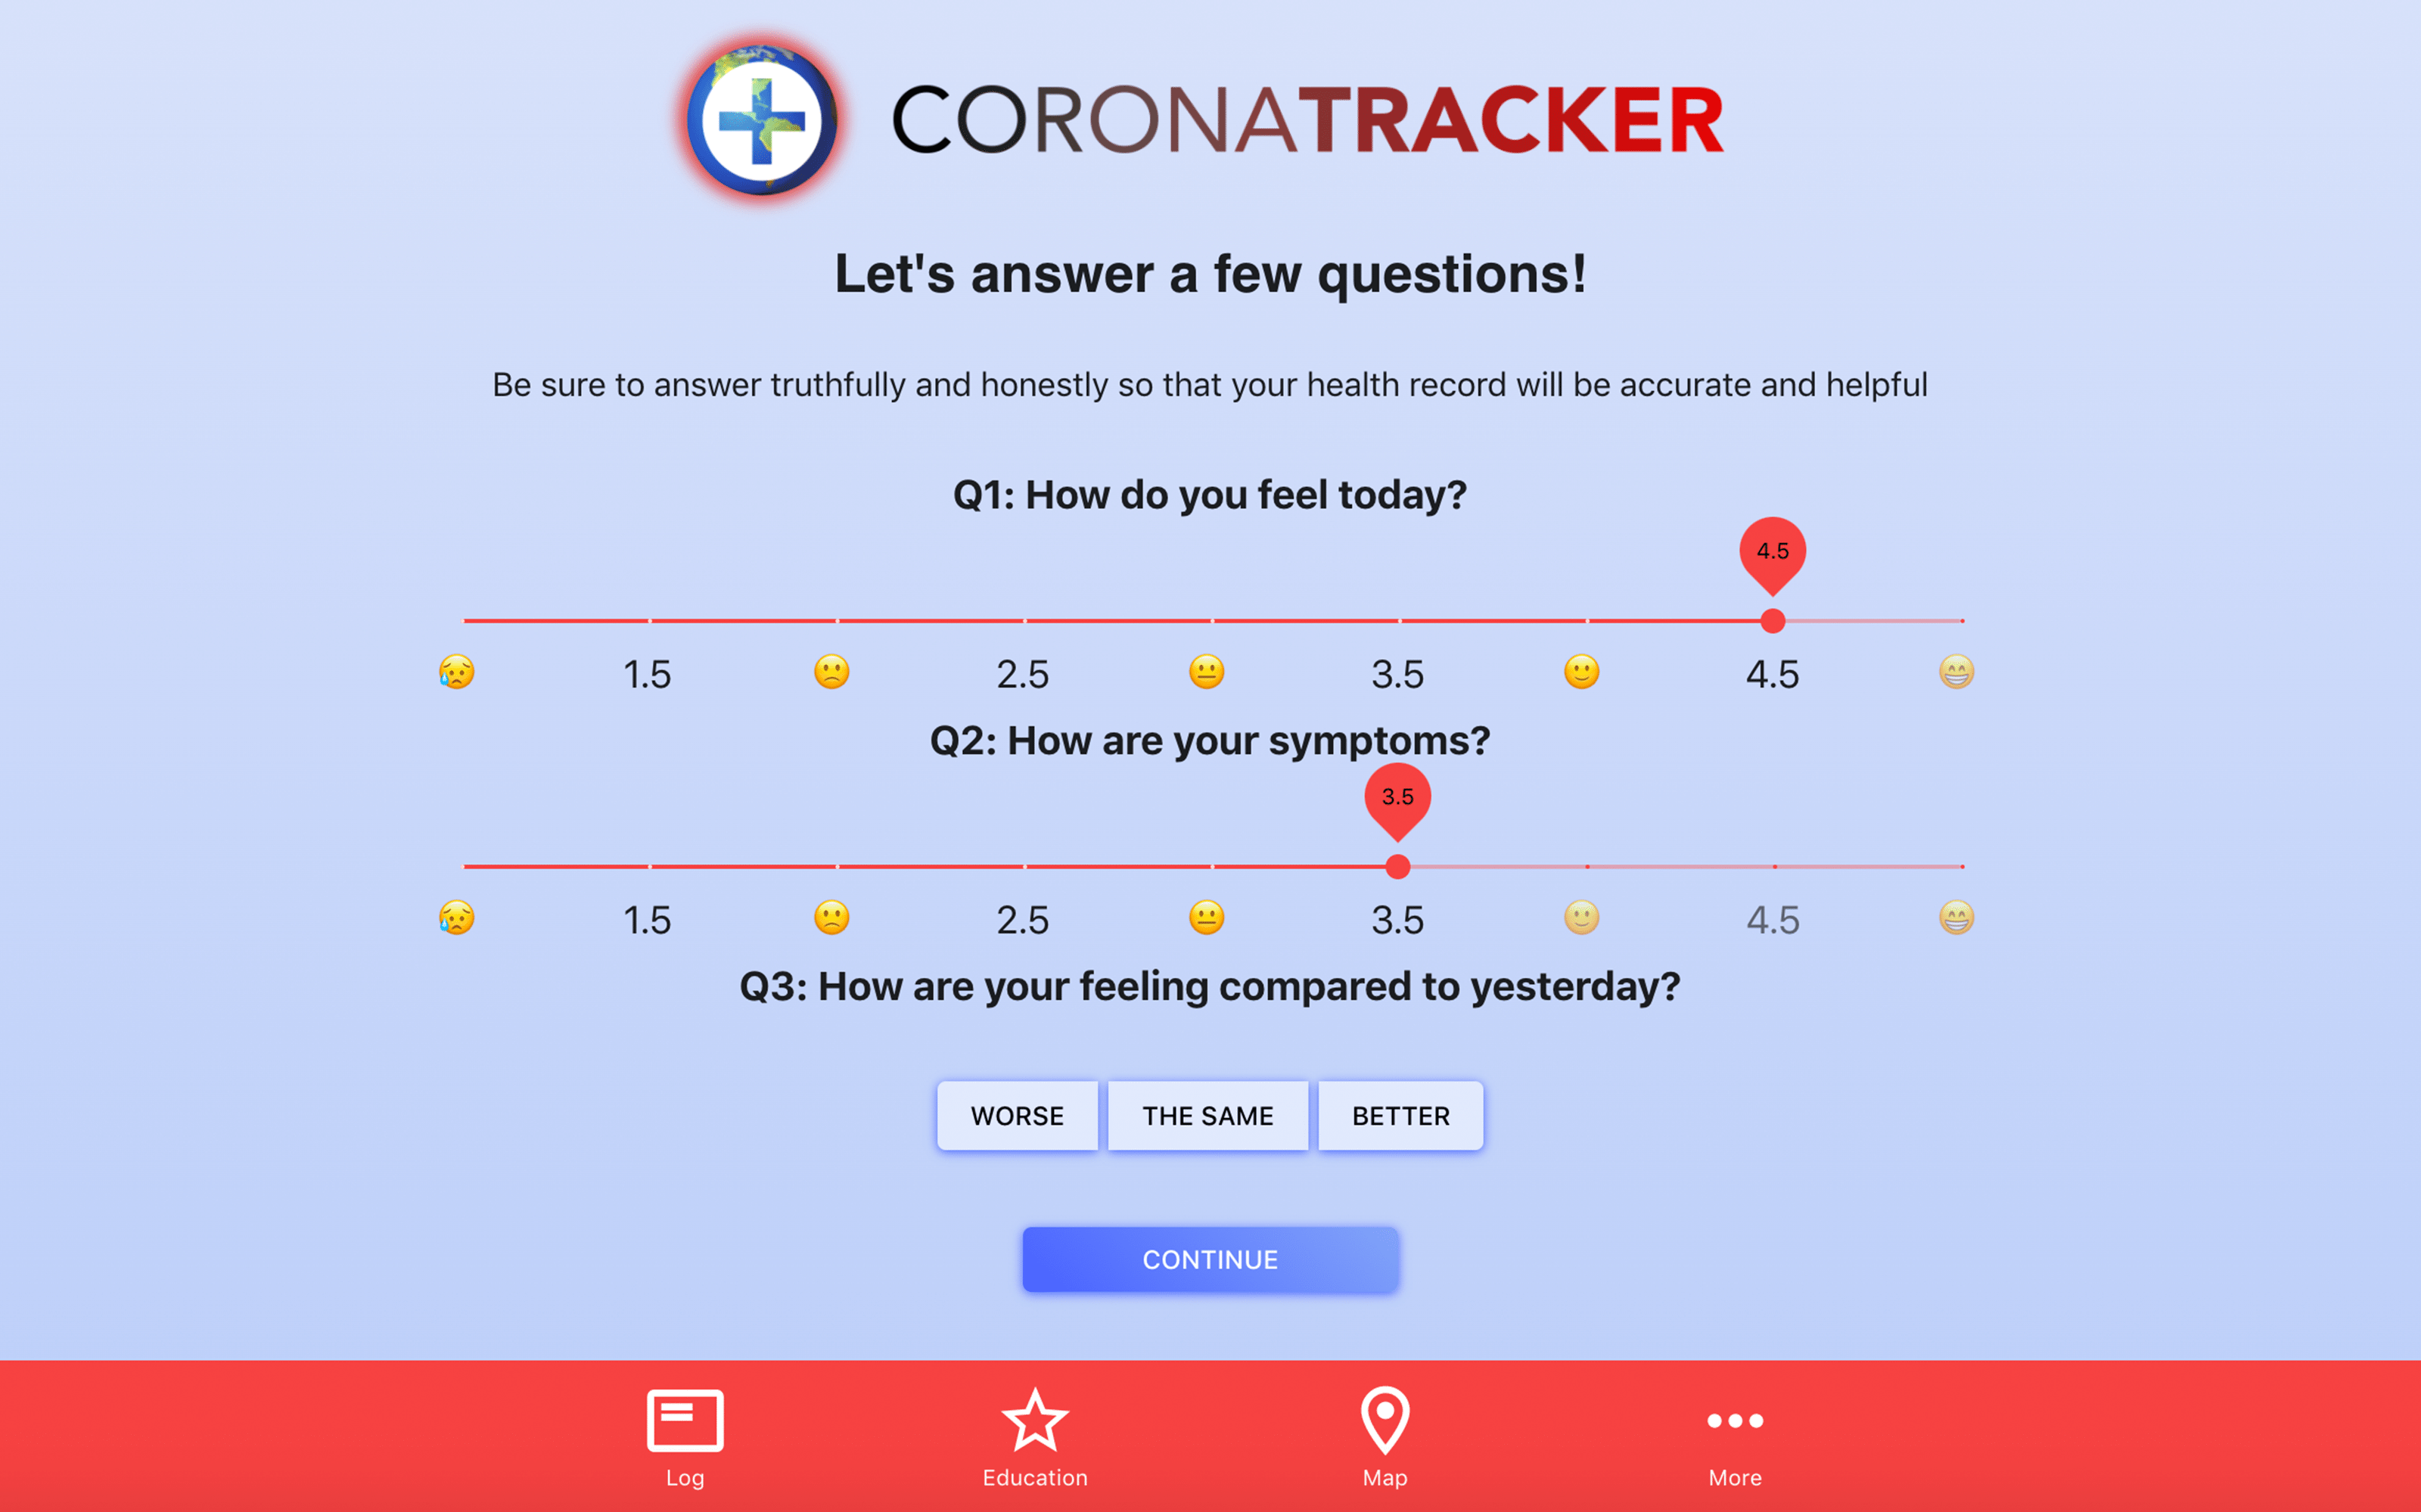 CORONATRACKER
Let's answer a few questions!
Be sure to answer truthfully and honestly so that your health record will be accurate and helpful
Q1: How do you feel today?
4.5
1.5 2.5 3.5 4.5
Q2: How are your symptoms?
3.5
1.5 2.5 3.5 4.5
Q3: How are your feeling compared to yesterday?
WORSE THE SAME BETTER
CONTINUE
Log Education Map More